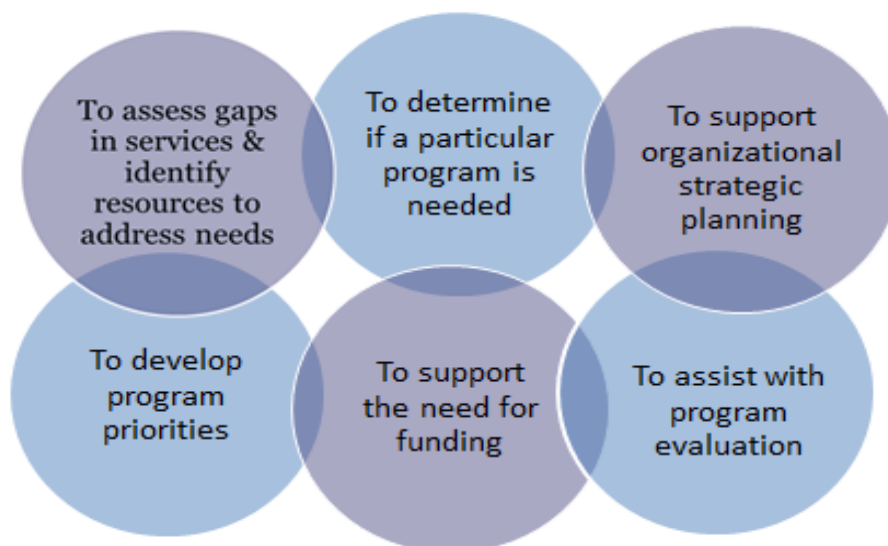 To assess gaps
in services &
identify
resources to
address needs
To determine
if a particular
program is
needed
To support
organizational
strategic
planning
To develop
program
priorities
To support
the need for
funding
To assist with
program
evaluation